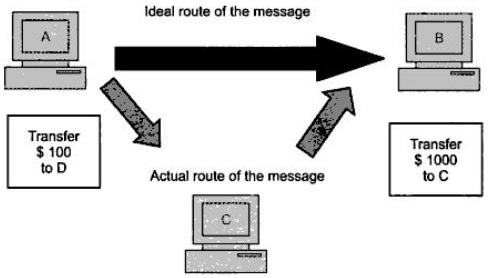 Ideal route of the message
A
B
Transfer
$ 100
to D
Transfer
$ 1000
to C
Actual route of the message
C